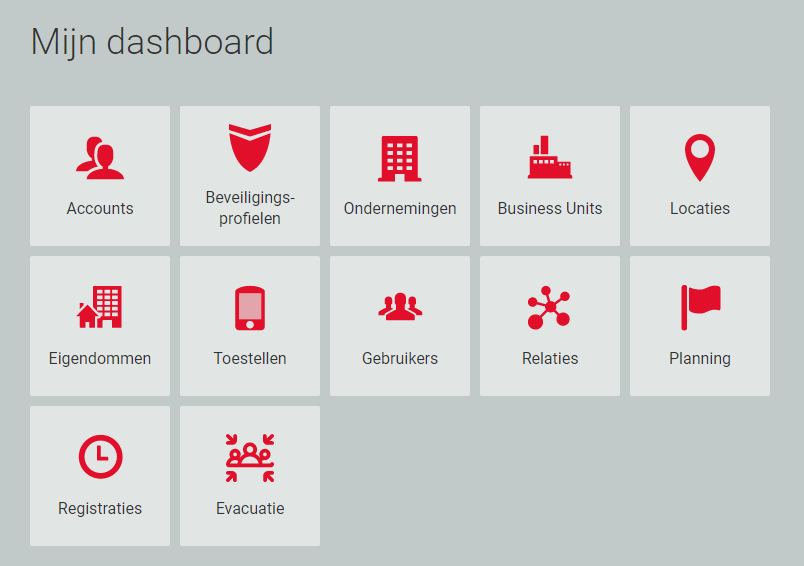 Mijn dashboard
Accounts
Beveiligings-
profielen
Ondernemingen
Business Units
Locaties
Eigendommen
Toestellen
Gebruikers
Relaties
Planning
Registraties
Evacuatie